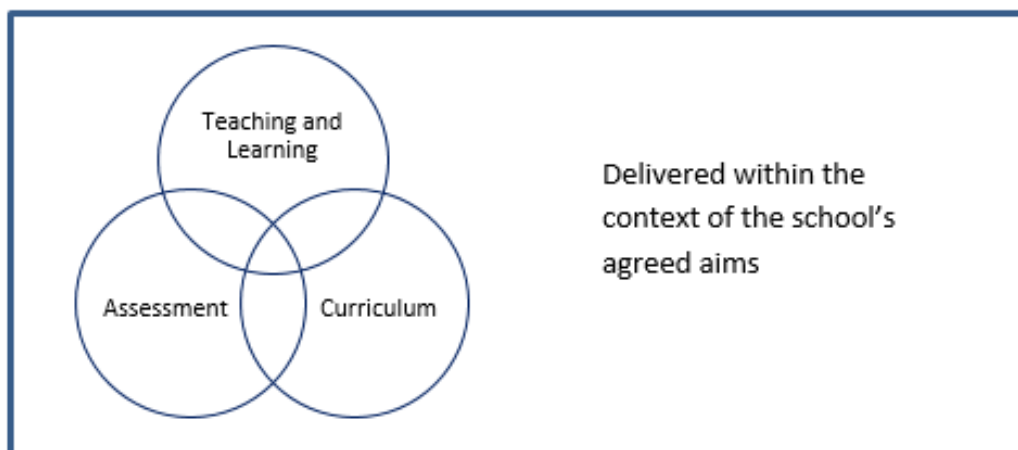 Teaching and
Learning
Assessment
Curriculum
Delivered within the
context of the school’s
agreed aims